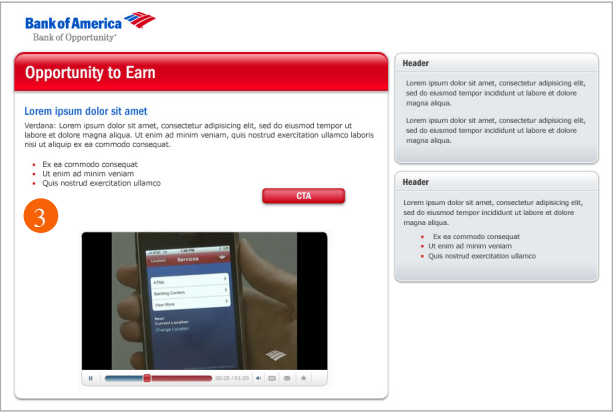 Bank of America
Bank of Opportunity
Opportunity to Earn
Lorem ipsum dolor sit amet
Verdana: Lorem ipsum dolor sit amet, consectetur adipisicing elit, sed do eiusmod tempor ut
labore et dolore magna aliqua. Ut enim ad minim veniam, quis nostrud exercitation ullamco laboris
nisi ut aliquip ex ea commodo consequat.
Ex ea commodo consequat
Ut enim ad minim veniam
Quis nostrud exercitation ullamco
CTA
3
1:56 PM
Location
Services
ATMs
Banking Centers
View More
Near:
Current Location
Change Location
00:28 / 01:05
Header
Lorem ipsum dolor sit amet, consectetur adipisicing elit,
sed do eiusmod tempor incididunt ut labore et dolore
magna aliqua.
Lorem ipsum dolor sit amet, consectetur adipisicing elit,
sed do eiusmod tempor incididunt ut labore et dolore
magna aliqua.
Header
Lorem ipsum dolor sit amet, consectetur adipisicing elit,
sed do eiusmod tempor incididunt ut labore et dolore
magna aliqua.
Ex ea commodo consequat
Ut enim ad minim veniam
Quis nostrud exercitation ullamco